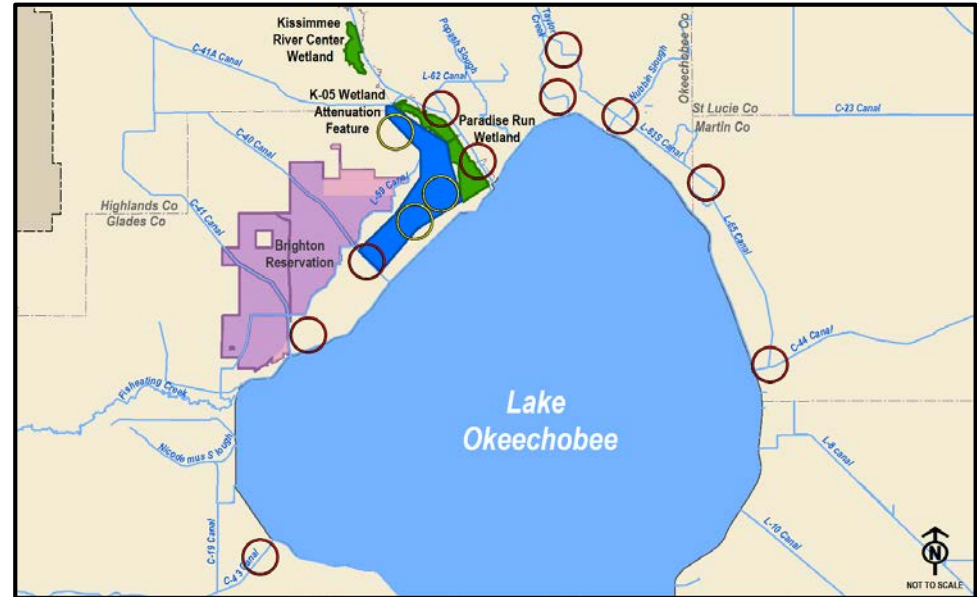 Kissimmee
River Center
Wetland
C-41A Canal
Popash Slough
Taylor
Creek
Okeechobee Co
L-62 Canal
Nubbin Slough
K-05 Wetland
Attenuation
Feature
Paradise Run
Wetland
St Lucie Co
Martin Co
C-23 Canal
C-40 Canal
L-63S Canal
L-59 Canal
Highlands Co
Glades Co
C-41 Canal
L-65 Canal
Brighton
Reservation
C-44 Canal
Fisheating Creek
Lake
Okeechobee
Nicodemus Slough
L-8 canal
C-19 Canal
L-10 Canal
C-43 Canal
N
NOT TO SCALE